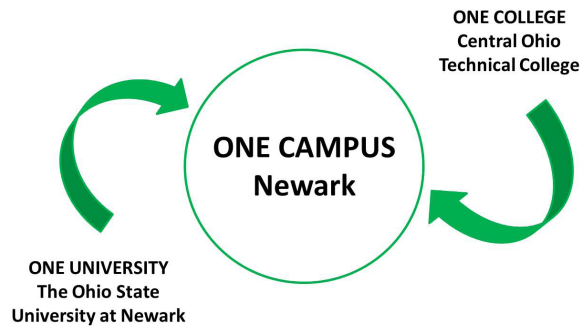 ONE COLLEGE
Central Ohio
Technical College
ONE CAMPUS
Newark
ONE UNIVERSITY
The Ohio State
University at Newark